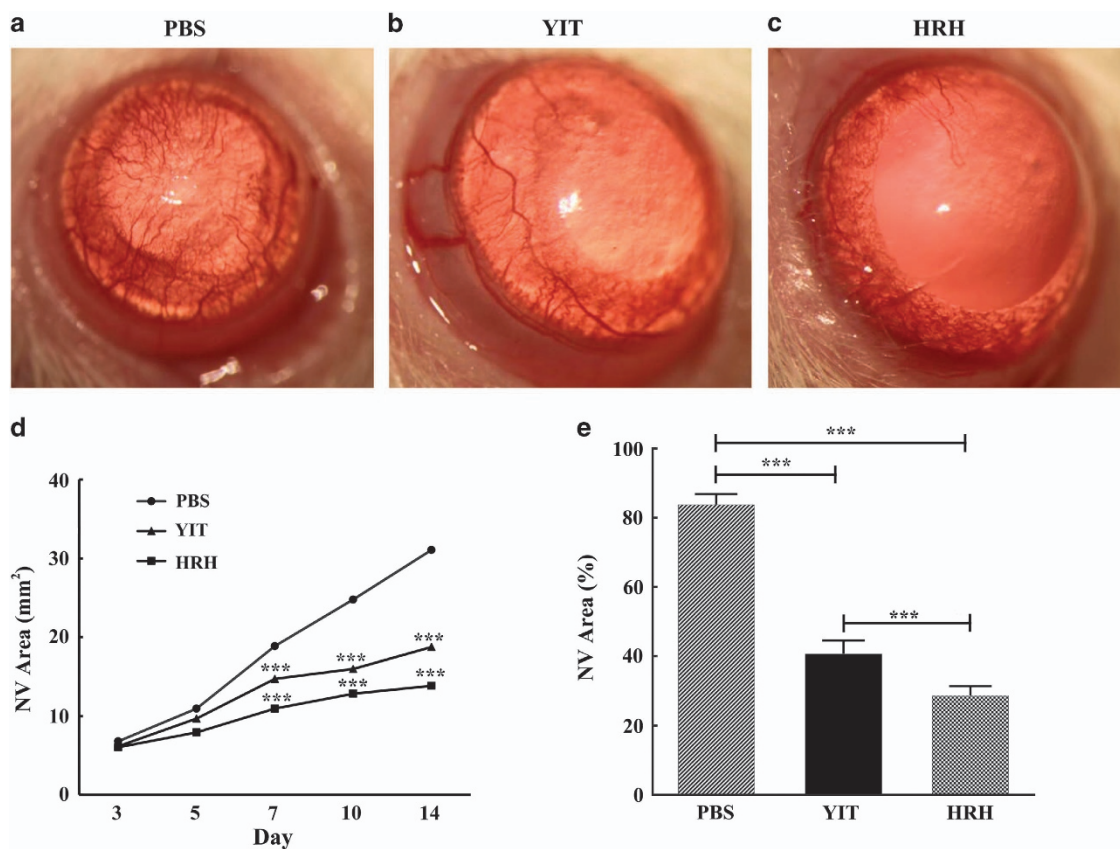 a PBS
b YIT
c HRH
d
NV Area (mm²)
40
30
20
10
0
PBS
YIT
HRH
***
***
***
***
***
***
3 5 7 10 14
Day
e
NV Area (%)
100
80
60
40
20
0
***
***
***
PBS YIT HRH